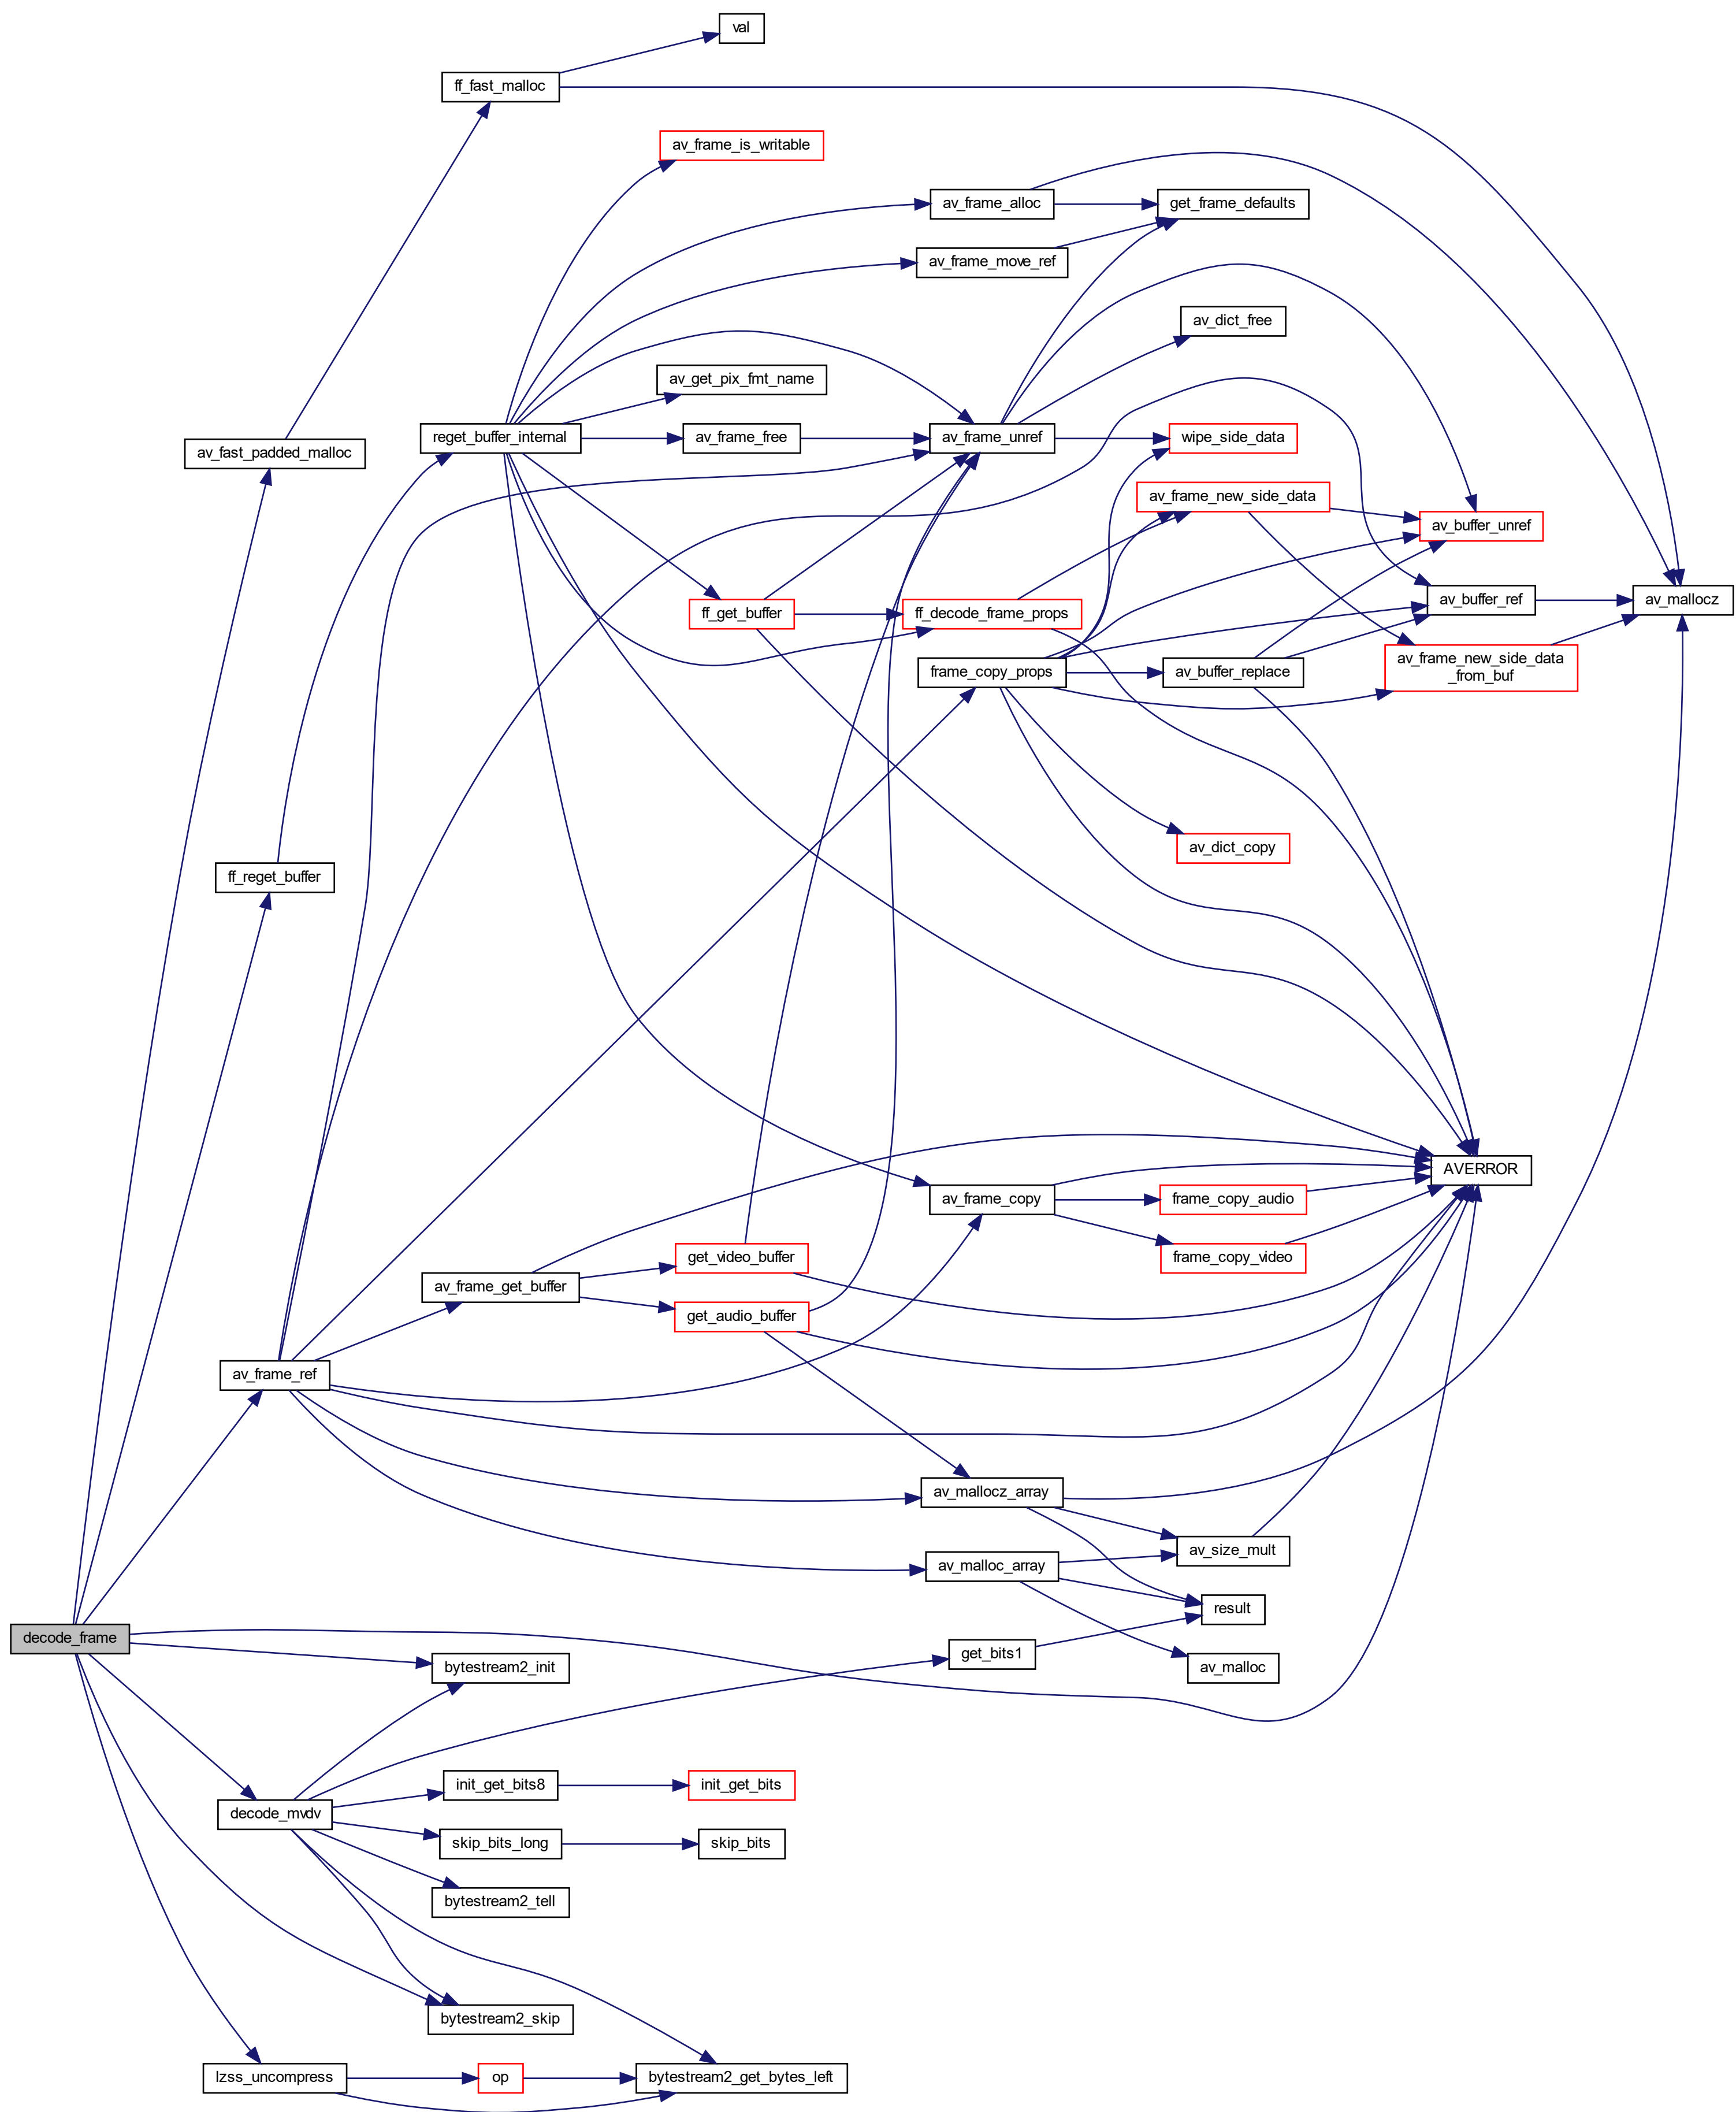 val
ff_fast_malloc
av_frame_is_writable
av_frame_alloc
get_frame_defaults
av_frame_move_ref
av_dict_free
av_get_pix_fmt_name
reget_buffer_internal
av_frame_free
av_frame_unref
wipe_side_data
av_fast_padded_malloc
av_frame_new_side_data
av_buffer_unref
ff_get_buffer
ff_decode_frame_props
av_buffer_ref
av_mallocz
frame_copy_props
av_buffer_replace
av_frame_new_side_data
_from_buf
av_dict_copy
ff_reget_buffer
AVERROR
av_frame_copy
frame_copy_audio
get_video_buffer
frame_copy_video
av_frame_get_buffer
get_audio_buffer
av_frame_ref
av_mallocz_array
av_size_mult
av_malloc_array
result
decode_frame
get_bits1
bytestream2_init
av_malloc
init_get_bits8
init_get_bits
decode_mvdv
skip_bits_long
skip_bits
bytestream2_tell
bytestream2_skip
lzss_uncompress
op
bytestream2_get_bytes_left